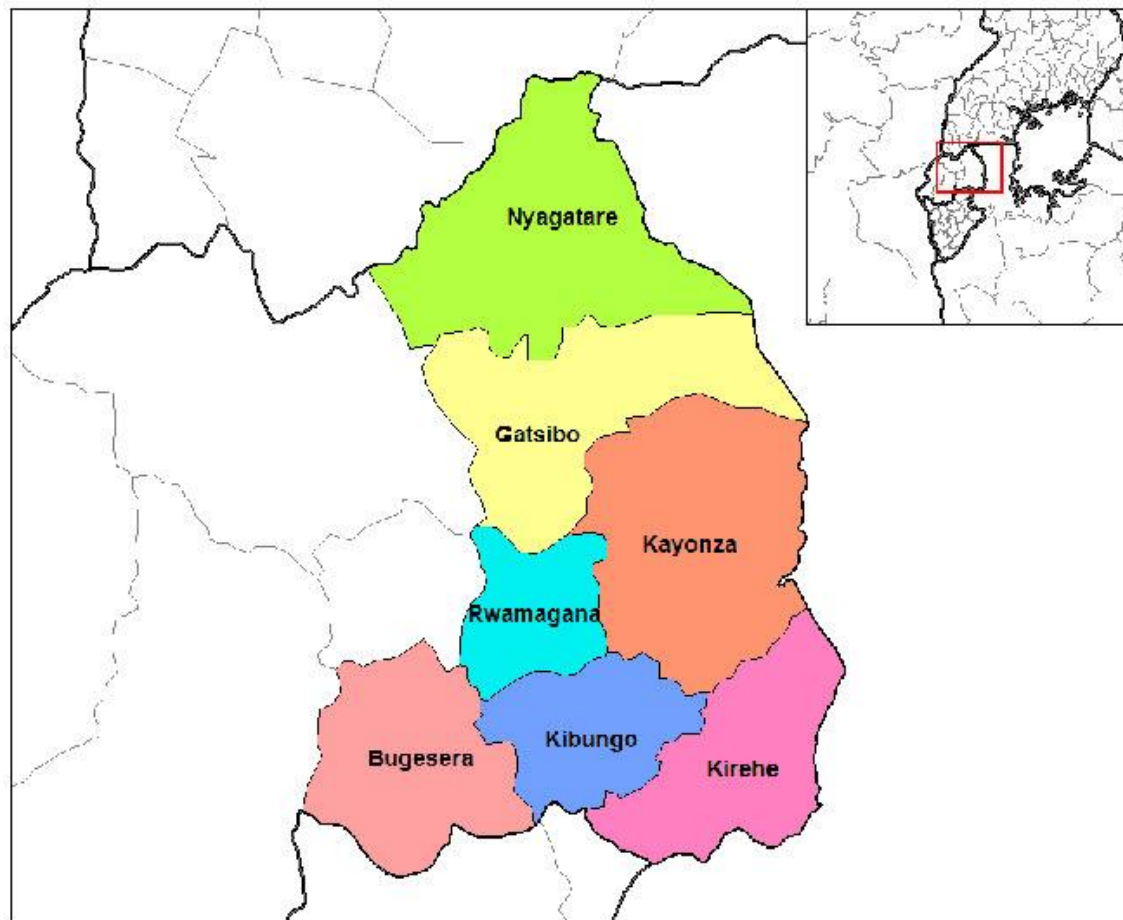 Nyagatare
Gatsibo
Kayonza
Rwamagana
Kibungo
Bugesera
Kirehe